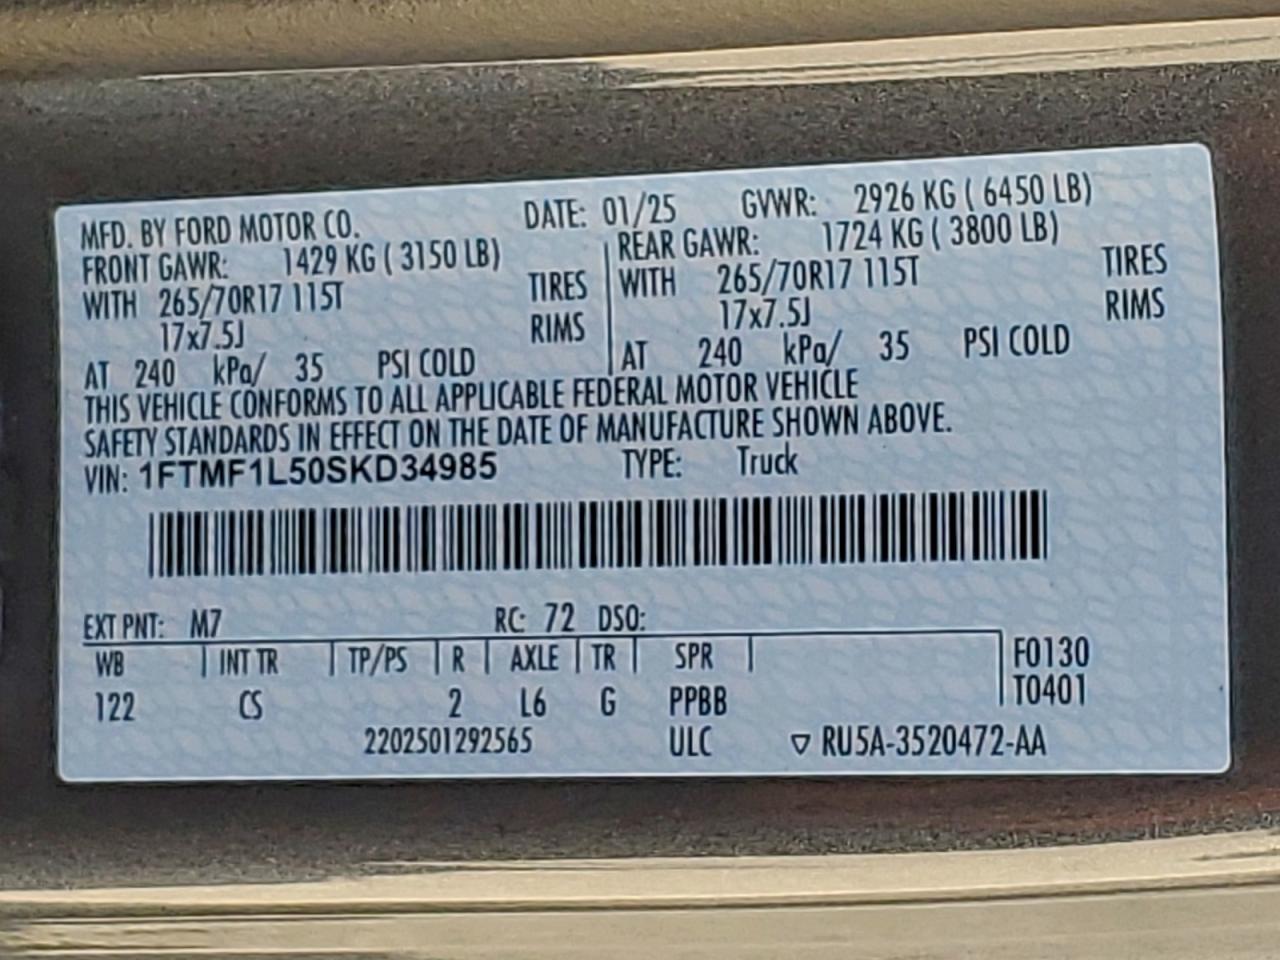 MFD. BY FORD MOTOR CO. DATE: 01/25 GVWR: 2926 KG ( 6450 LB)
FRONT GAWR: 1429 KG ( 3150 LB) REAR GAWR: 1724 KG ( 3800 LB)
WITH 265/70R17 115T TIRES WITH 265/70R17 115T TIRES
17x7.5J RIMS 17x7.5J RIMS
AT 240 kPa/ 35 PSI COLD AT 240 kPa/ 35 PSI COLD
THIS VEHICLE CONFORMS TO ALL APPLICABLE FEDERAL MOTOR VEHICLE
SAFETY STANDARDS IN EFFECT ON THE DATE OF MANUFACTURE SHOWN ABOVE.
VIN: 1FTMF1L50SKD34985 TYPE: Truck
EXT PNT: M7 RC: 72 DSO:
WB INT TR TP/PS R AXLE TR SPR F0130
122 CS 2 L6 G PPBB T0401
2202501292565 ULC ▽ RU5A-3520472-AA